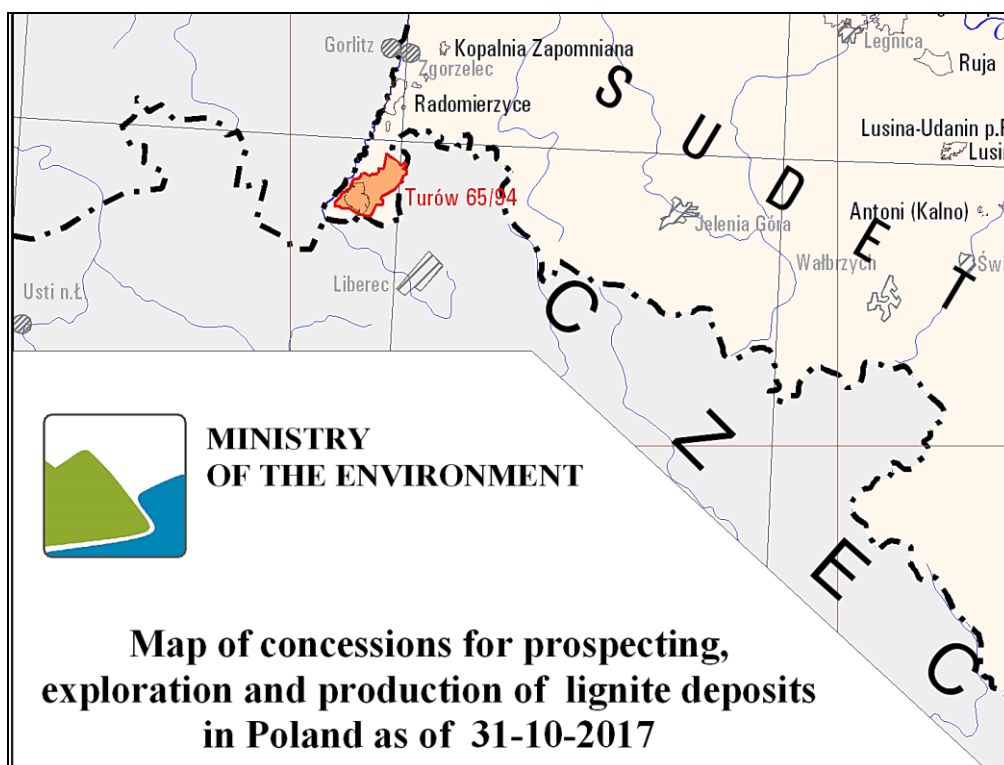 Gorlitz
Kopalnia Zapomniana
Zgorzelec
Legnica
Ruja
Radomierzyce
Lusina-Udanin
Turów 65/94
Antoni (Kalno)
Jelenia Góra
Wałbrzych
Liberec
Usti n.Ł.
SUDET
CZEC
MINISTRY
OF THE ENVIRONMENT
Map of concessions for prospecting,
exploration and production of lignite deposits
in Poland as of 31-10-2017